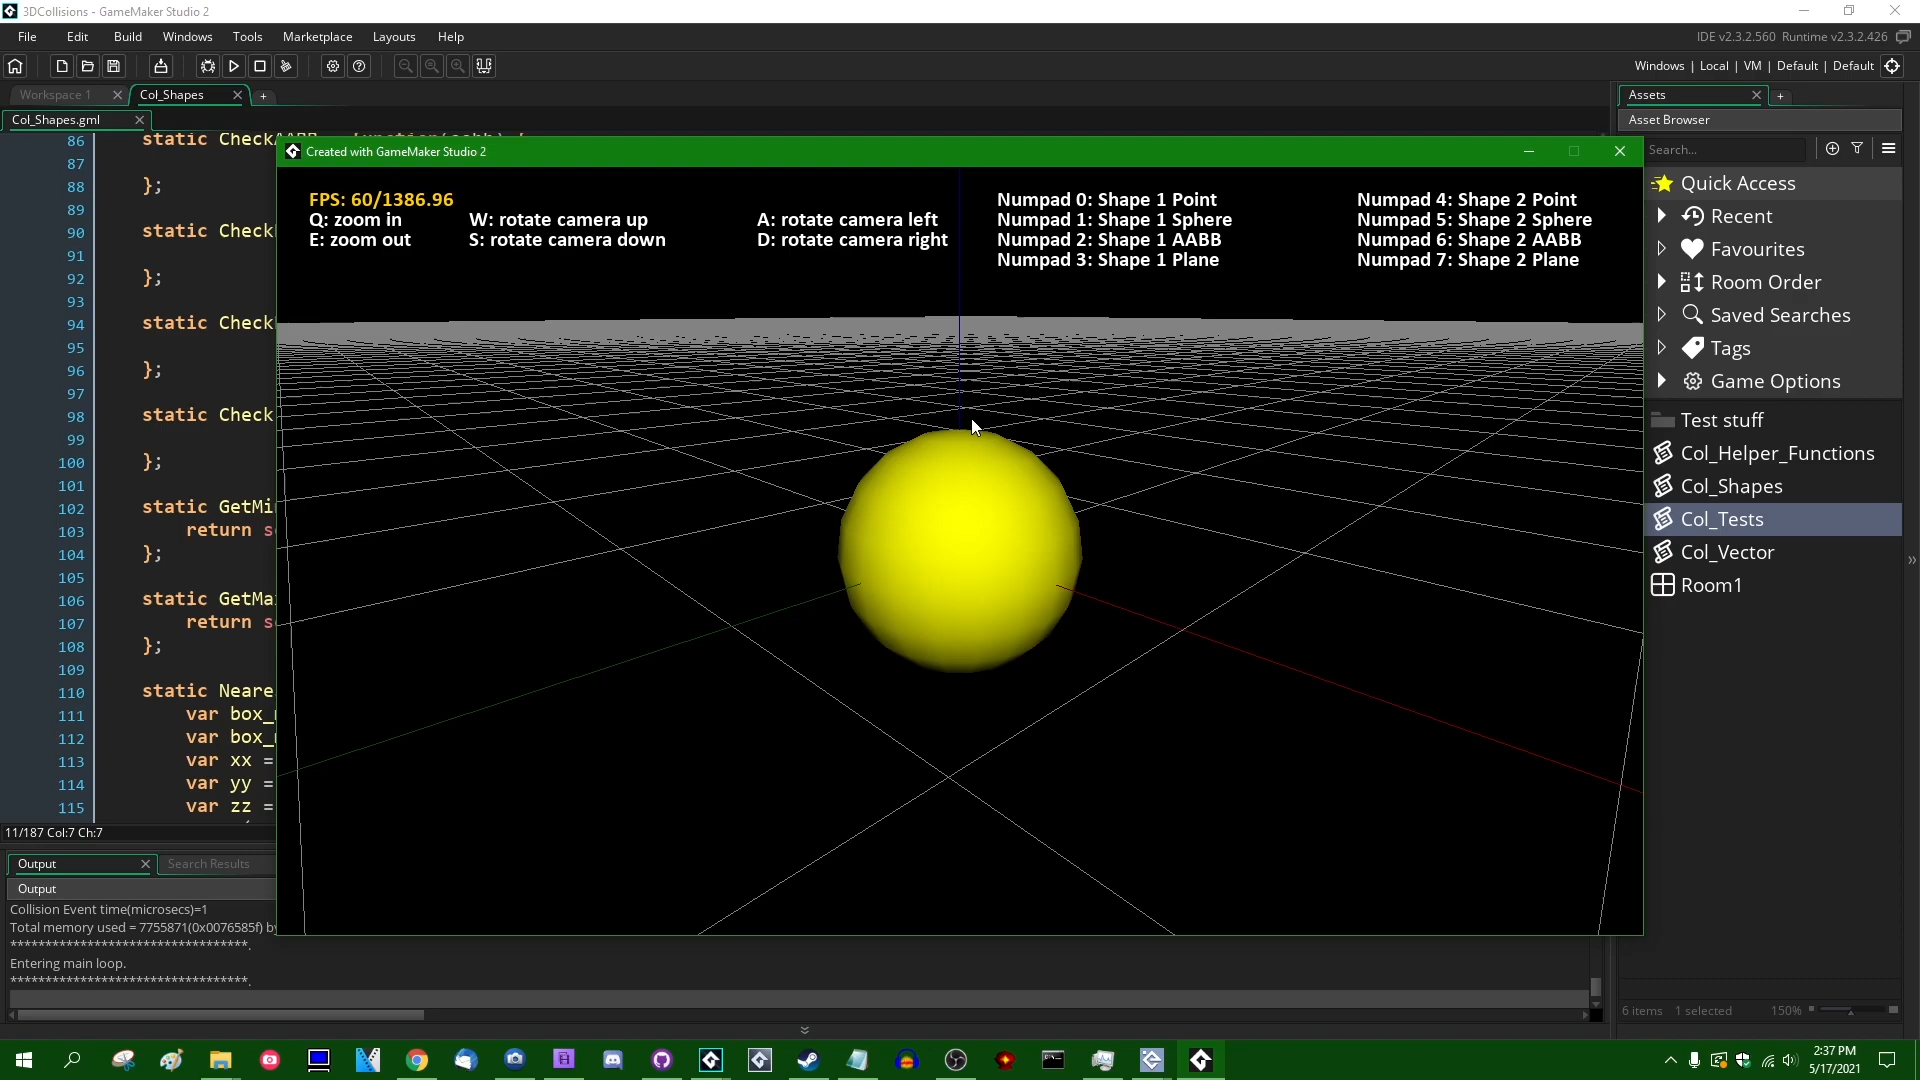 3DCollisions - GameMaker Studio 2
File Edit Build Windows Tools Marketplace Layouts Help
IDE v2.3.2.560 Runtime v2.3.2.426
Windows | Local | VM | Default | Default
Workspace 1
Col_Shapes
Col_Shapes.gml
Assets
Asset Browser
Search...
86 static
87
88 };
89
90 static Check
91
92 };
93
94 static Check
95
96 };
97
98 static Check
99
100 };
101
102 static GetMi
103 return s
104 };
105
106 static GetMa
107 return s
108 };
109
110 static Neare
111 var box_
112 var box_
113 var xx =
114 var yy =
115 var zz =
11/187 Col:7 Ch:7
Created with GameMaker Studio 2
FPS: 60/1386.96
Q: zoom in W: rotate camera up A: rotate camera left
E: zoom out S: rotate camera down D: rotate camera right
Numpad 0: Shape 1 Point
Numpad 1: Shape 1 Sphere
Numpad 2: Shape 1 AABB
Numpad 3: Shape 1 Plane
Numpad 4: Shape 2 Point
Numpad 5: Shape 2 Sphere
Numpad 6: Shape 2 AABB
Numpad 7: Shape 2 Plane
Quick Access
Recent
Favourites
Room Order
Saved Searches
Tags
Game Options
Test stuff
Col_Helper_Functions
Col_Shapes
Col_Tests
Col_Vector
Room1
6 items 1 selected 150%
Output
Search Results
Output
Collision Event time(microsecs)=1
Total memory used = 7755871(0x0076585f) by
**********************************.
Entering main loop.
**********************************.
2:37 PM
5/17/2021